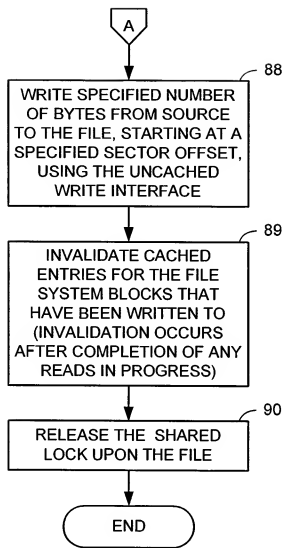 A
88
WRITE SPECIFIED NUMBER
OF BYTES FROM SOURCE
TO THE FILE, STARTING AT A
SPECIFIED SECTOR OFFSET,
USING THE UNCACHED
WRITE INTERFACE
89
INVALIDATE CACHED
ENTRIES FOR THE FILE
SYSTEM BLOCKS THAT
HAVE BEEN WRITTEN TO
(INVALIDATION OCCURS
AFTER COMPLETION OF ANY
READS IN PROGRESS)
90
RELEASE THE SHARED
LOCK UPON THE FILE
END